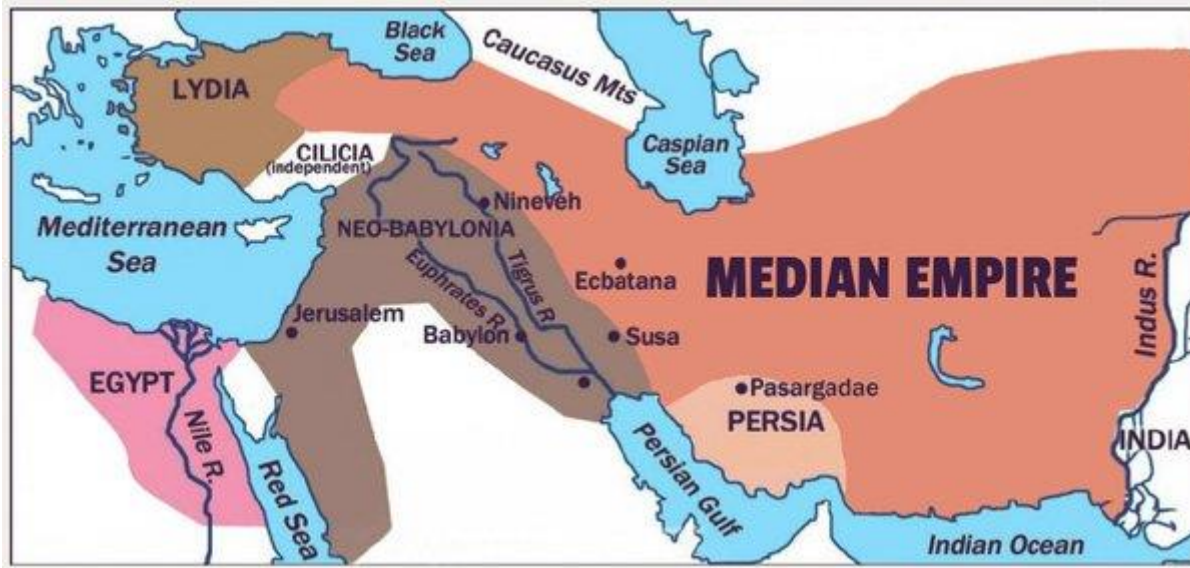 Black
Sea
Caucasus Mts
LYDIA
Caspian
Sea
CILICIA
(independent)
Nineveh
NEO-BABYLONIA
Mediterranean
Sea
Tigrus R.
Euphrates R.
Ecbatana
MEDIAN EMPIRE
Indus R.
Jerusalem
Babylon
Susa
EGYPT
Nile R.
Pasargadae
PERSIA
INDIA
Red Sea
Persian Gulf
Indian Ocean